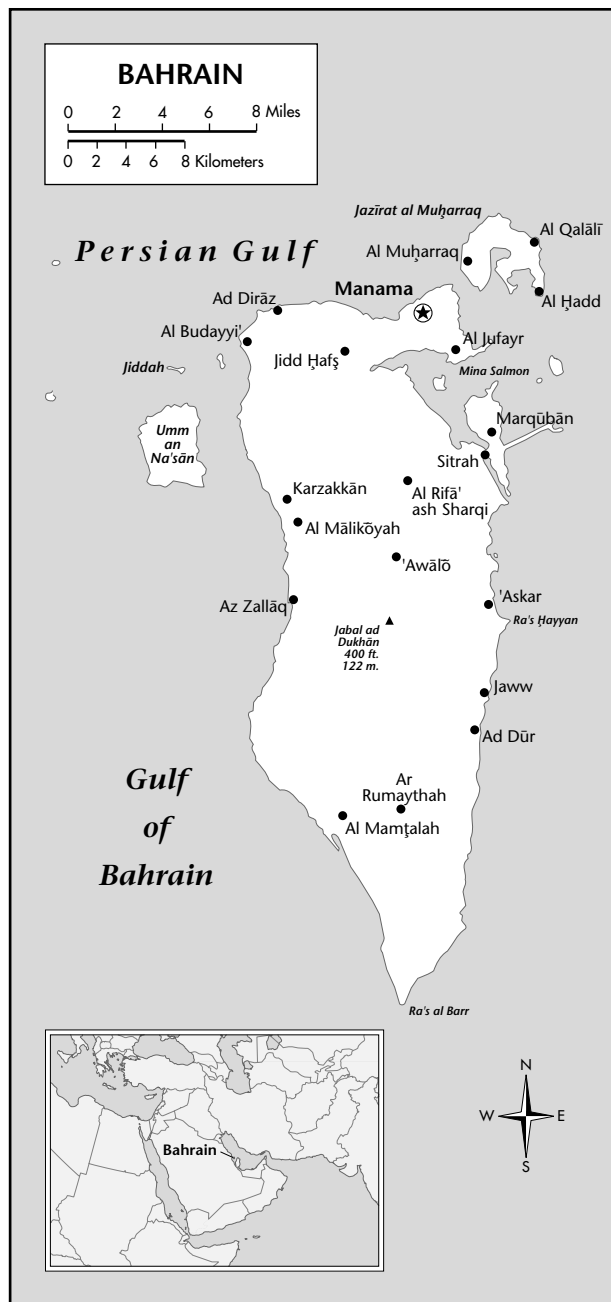 BAHRAIN
0 2 4 6 8 Miles
0 2 4 6 8 Kilometers
Jazīrat al Muḩarraq
Al Qalālī
Persian Gulf
Al Muḩarraq
Manama
Al Ḩadd
Ad Dirāz
Al Budayyi'
Al Jufayr
Jidd Ḩafş
Jiddah
Mina Salmon
Umm
an
Na'sān
Marqūbān
Sitrah
Karzakkān
Al Rifā'
ash Sharqi
Al Mālikōyah
'Awālō
Az Zallāq
'Askar
Ra's Ḩayyan
Jabal ad
Dukhān
400 ft.
122 m.
Jaww
Ad Dūr
Gulf
of
Bahrain
Ar
Rumaythah
Al Mamţalah
Ra's al Barr
Bahrain
N
W E
S